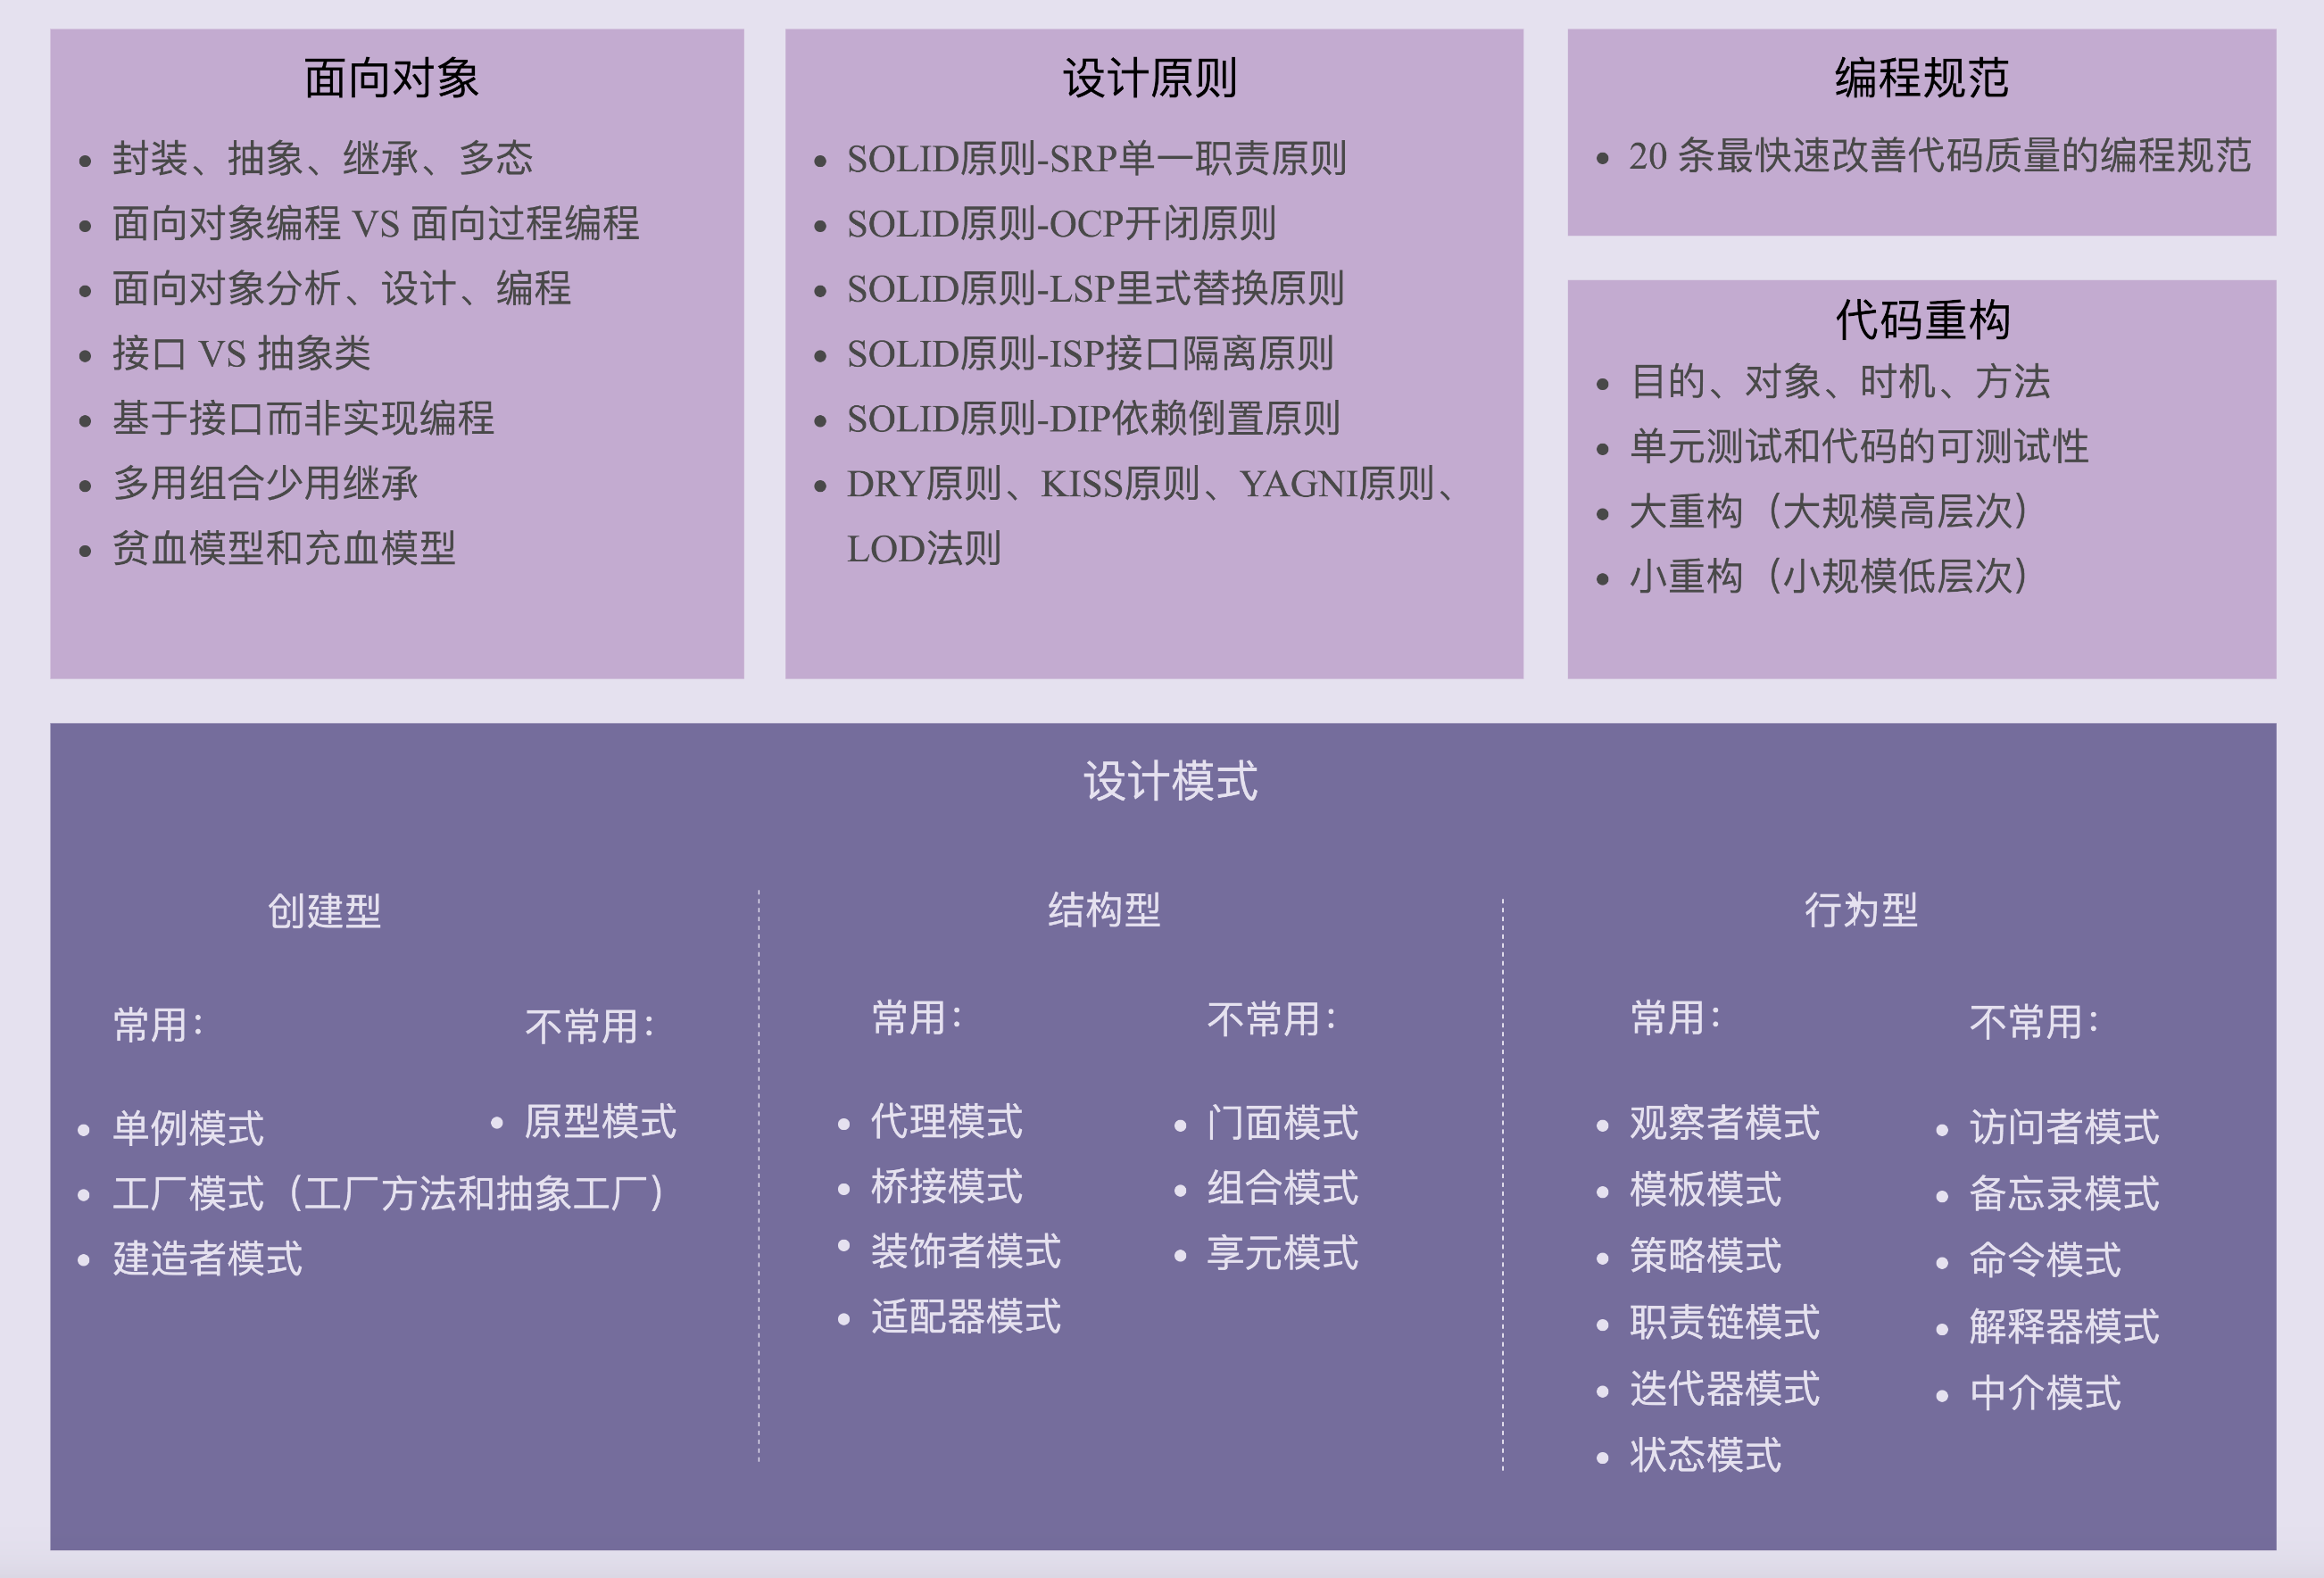 面向对象
• 封装、抽象、继承、多态
• 面向对象编程 VS 面向过程编程
• 面向对象分析、设计、编程
• 接口 VS 抽象类
• 基于接口而非实现编程
• 多用组合少用继承
• 贫血模型和充血模型
设计原则
• SOLID原则-SRP单一职责原则
• SOLID原则-OCP开闭原则
• SOLID原则-LSP里式替换原则
• SOLID原则-ISP接口隔离原则
• SOLID原则-DIP依赖倒置原则
• DRY原则、KISS原则、YAGNI原则、
LOD法则
编程规范
• 20 条最快速改善代码质量的编程规范
代码重构
• 目的、对象、时机、方法
• 单元测试和代码的可测试性
• 大重构（大规模高层次）
• 小重构（小规模低层次）
设计模式
创建型
常用：
• 单例模式
• 工厂模式（工厂方法和抽象工厂）
• 建造者模式
不常用：
• 原型模式
结构型
常用：
• 代理模式
• 桥接模式
• 装饰者模式
• 适配器模式
不常用：
• 门面模式
• 组合模式
• 享元模式
行为型
常用：
• 观察者模式
• 模板模式
• 策略模式
• 职责链模式
• 迭代器模式
• 状态模式
不常用：
• 访问者模式
• 备忘录模式
• 命令模式
• 解释器模式
• 中介模式